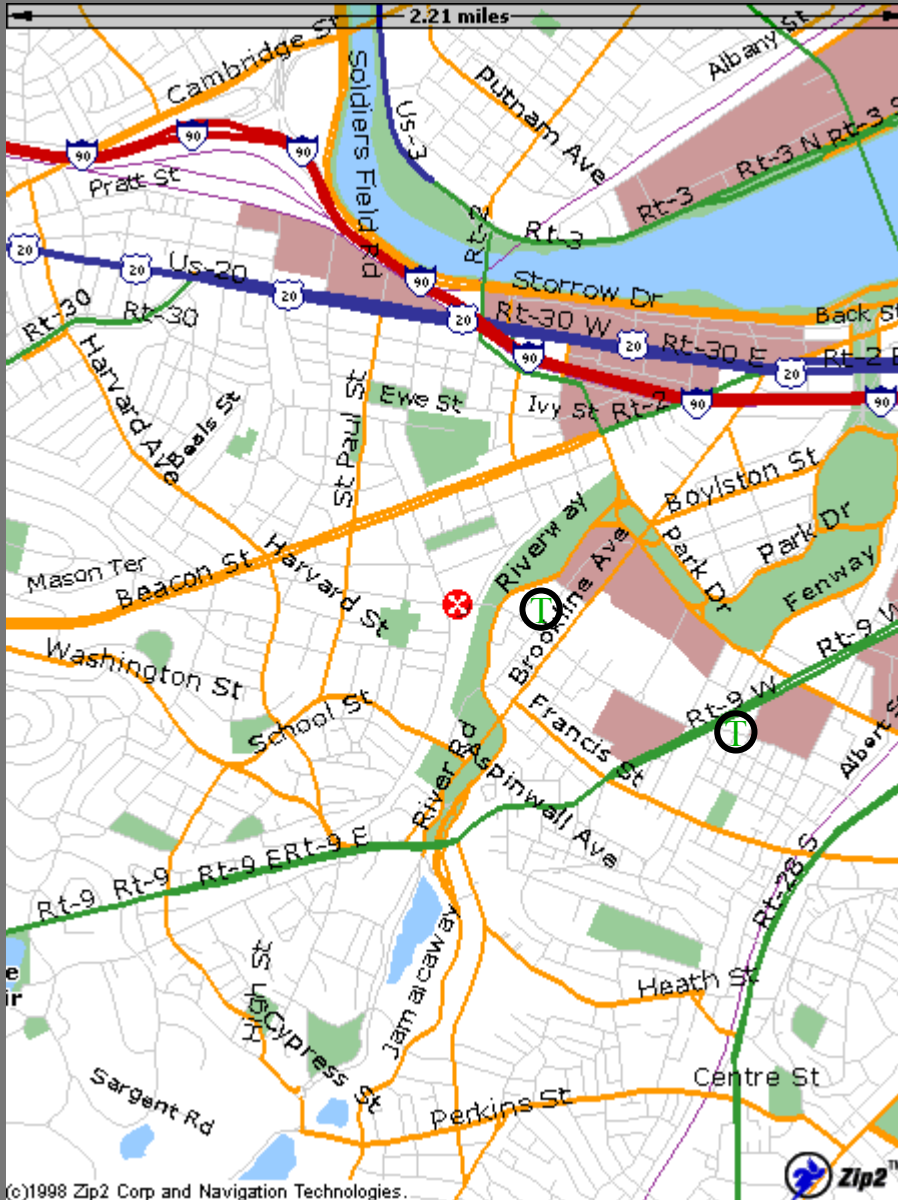 2.21 miles
Cambridge St
Albany St
Soldiers Field Rd
Us-3
Putnam Ave
90
90
90
Rt-3 N
Rt-3 S
Pratt St
Rt-3
Rt-2
Rt-3
20
20
Us-20
20
90
Storrow Dr
Rt-30
Rt-30
20
Rt-30 W
20
Rt-30 E
Back St
Rt-2 E
90
20
90
90
Harvard Ave
Beals St
St Paul St
Ewe St
Ivy St
Rt-2
Boylston St
Riverway
Park Dr
Park Dr
Fenway
Mason Ter
Beacon St
Harvard St
Brookline Ave
T
Rt-9 W
Washington St
School St
Rt-9 W
T
Francis St
Albert S
River Rd
Aspinwall Ave
Rt-9
Rt-9
Rt-9 E
Rt-9 E
Rt-28 S
e
ir
High St
Jamaicaway
Heath St
Cypress St
Centre St
Sargent Rd
Perkins St
Zip2™
(c)1998 Zip2 Corp and Navigation Technologies.